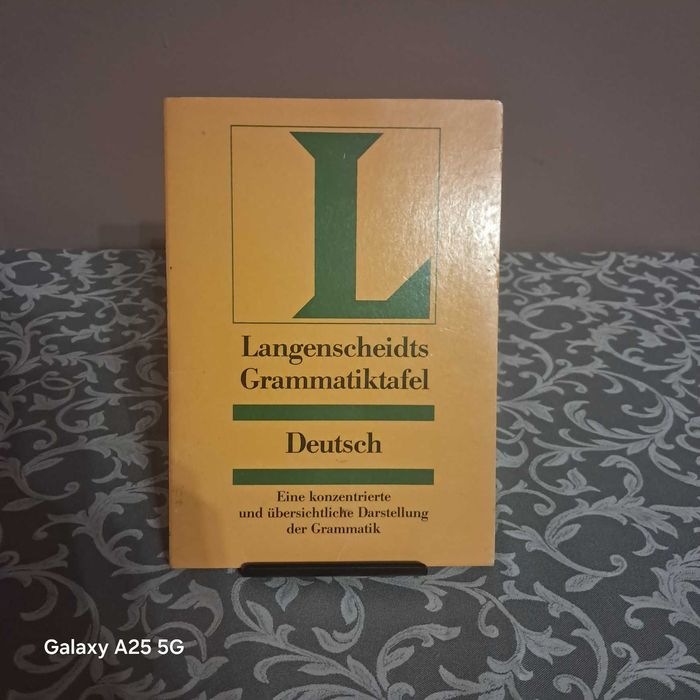 L
Langenscheidts
Grammatiktafel
Deutsch
Eine konzentrierte
und übersichtliche Darstellung
der Grammatik
Galaxy A25 5G